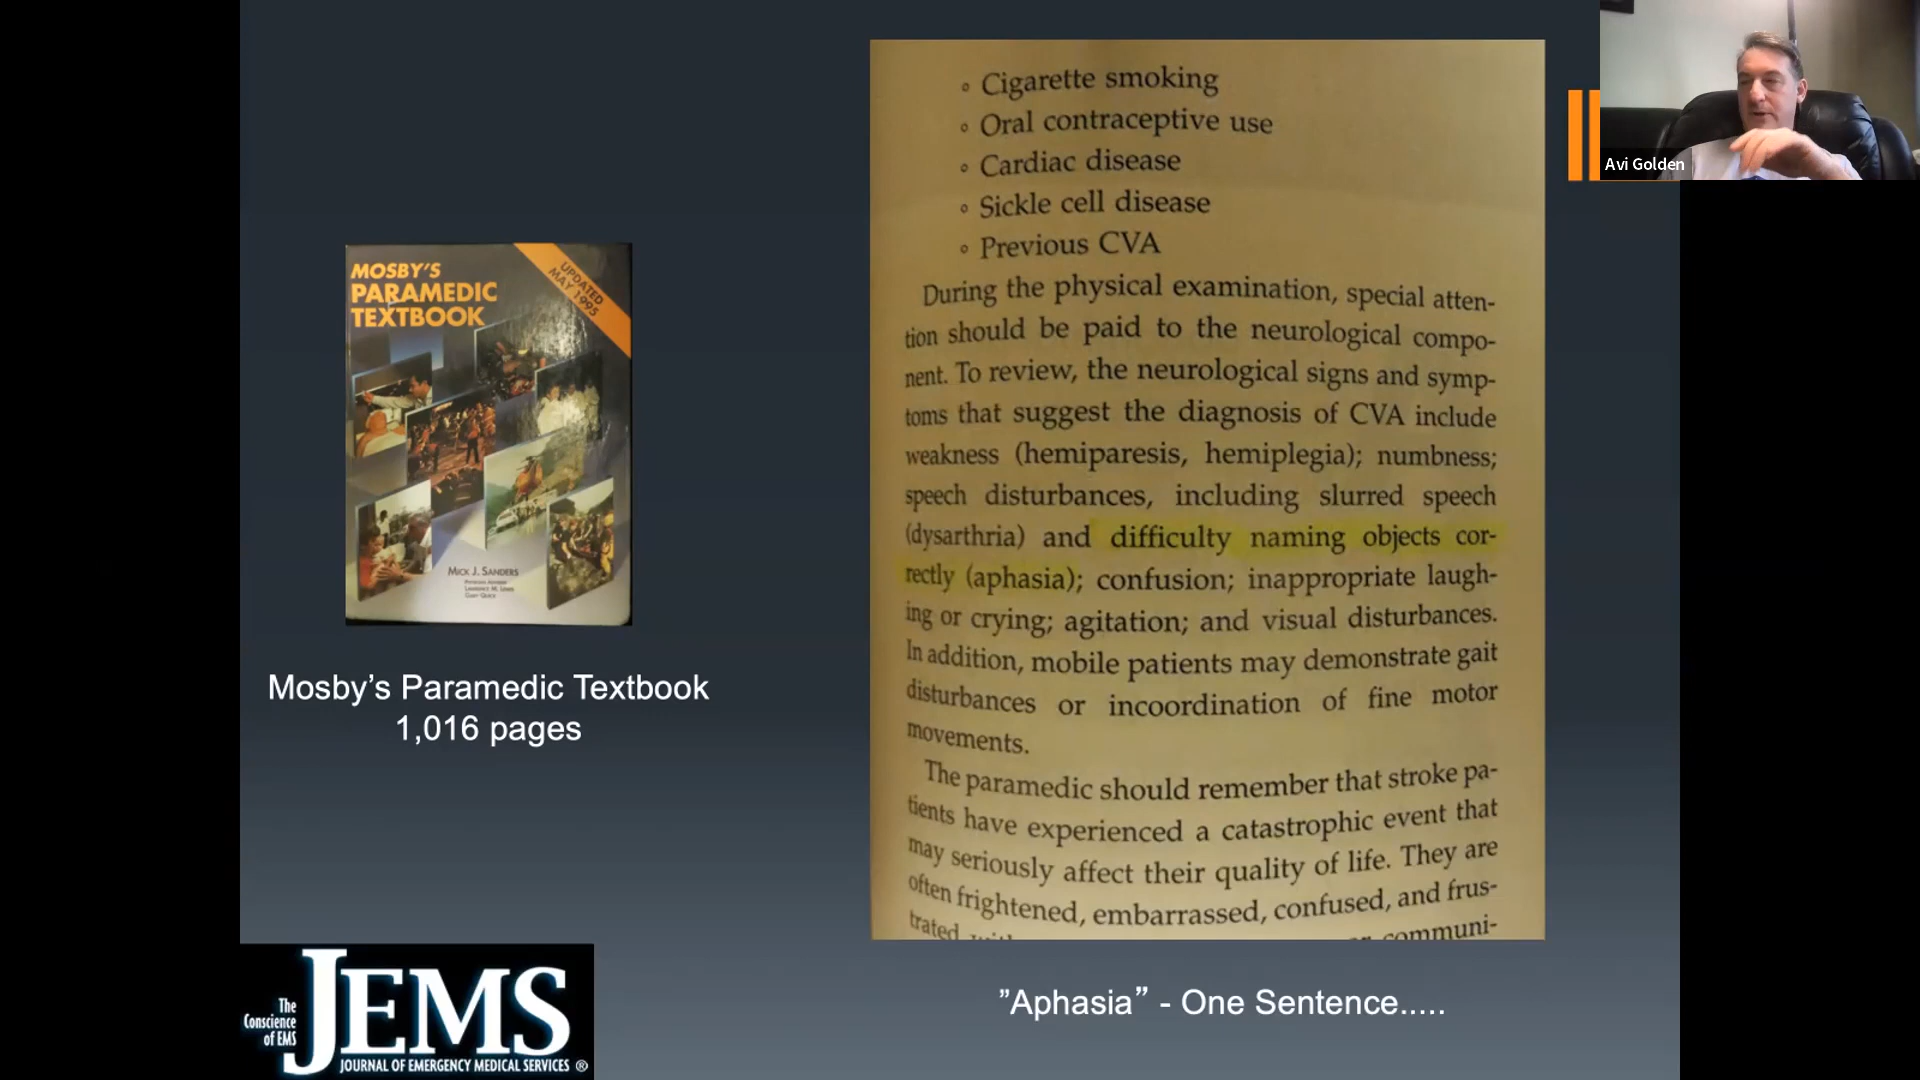 MOSBY'S
PARAMEDIC
TEXTBOOK
UPDATED
MAY 1995
MICK J. SANDERS
Mosby's Paramedic Textbook
1,016 pages
The
Conscience
of EMS
JEMS
JOURNAL OF EMERGENCY MEDICAL SERVICES ®
◦ Cigarette smoking
◦ Oral contraceptive use
◦ Cardiac disease
◦ Sickle cell disease
◦ Previous CVA
During the physical examination, special atten-
tion should be paid to the neurological compo-
nent. To review, the neurological signs and symp-
toms that suggest the diagnosis of CVA include
weakness (hemiparesis, hemiplegia); numbness;
speech disturbances, including slurred speech
(dysarthria) and difficulty naming objects cor-
rectly (aphasia); confusion; inappropriate laugh-
ing or crying; agitation; and visual disturbances.
In addition, mobile patients may demonstrate gait
disturbances or incoordination of fine motor
movements.
The paramedic should remember that stroke pa-
tients have experienced a catastrophic event that
may seriously affect their quality of life. They are
often frightened, embarrassed, confused, and frus-
trated communi-
”Aphasia” - One Sentence.....
Avi Golden